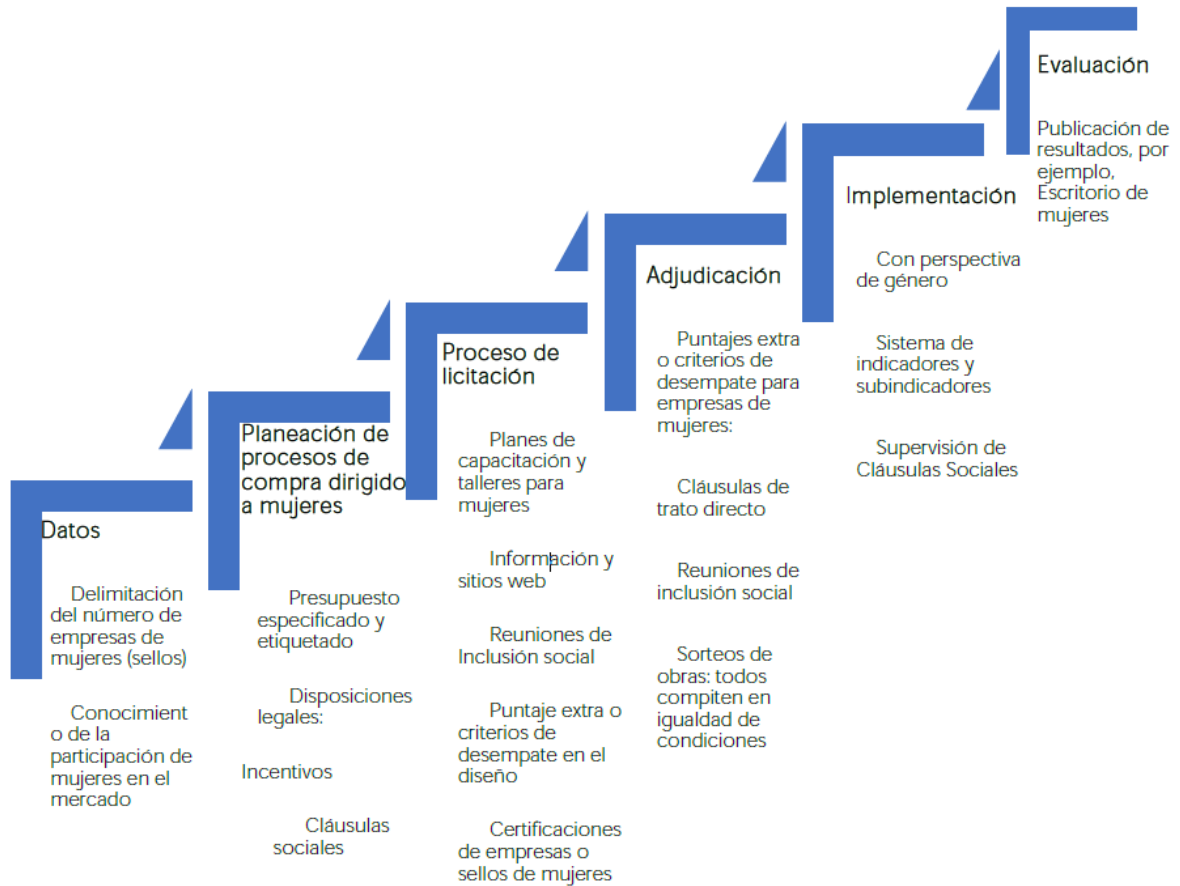 Datos
Delimitación
del número de
empresas de
mujeres (sellos)
Conocimient
o de la
participación de
mujeres en el
mercado
Planeación de
procesos de
compra dirigido
a mujeres
Presupuesto
especificado y
etiquetado
Disposiciones
legales:
Incentivos
Cláusulas
sociales
Proceso de
licitación
Planes de
capacitación y
talleres para
mujeres
Información y
sitios web
Reuniones de
Inclusión social
Puntaje extra o
criterios de
desempate en el
diseño
Certificaciones
de empresas o
sellos de mujeres
Adjudicación
Puntajes extra
o criterios de
desempate para
empresas de
mujeres:
Cláusulas de
trato directo
Reuniones de
inclusión social
Sorteos de
obras: todos
compiten en
igualdad de
condiciones
Implementación
Con perspectiva
de género
Sistema de
indicadores y
subindicadores
Supervisión de
Cláusulas Sociales
Evaluación
Publicación de
resultados, por
ejemplo,
Escritorio de
mujeres